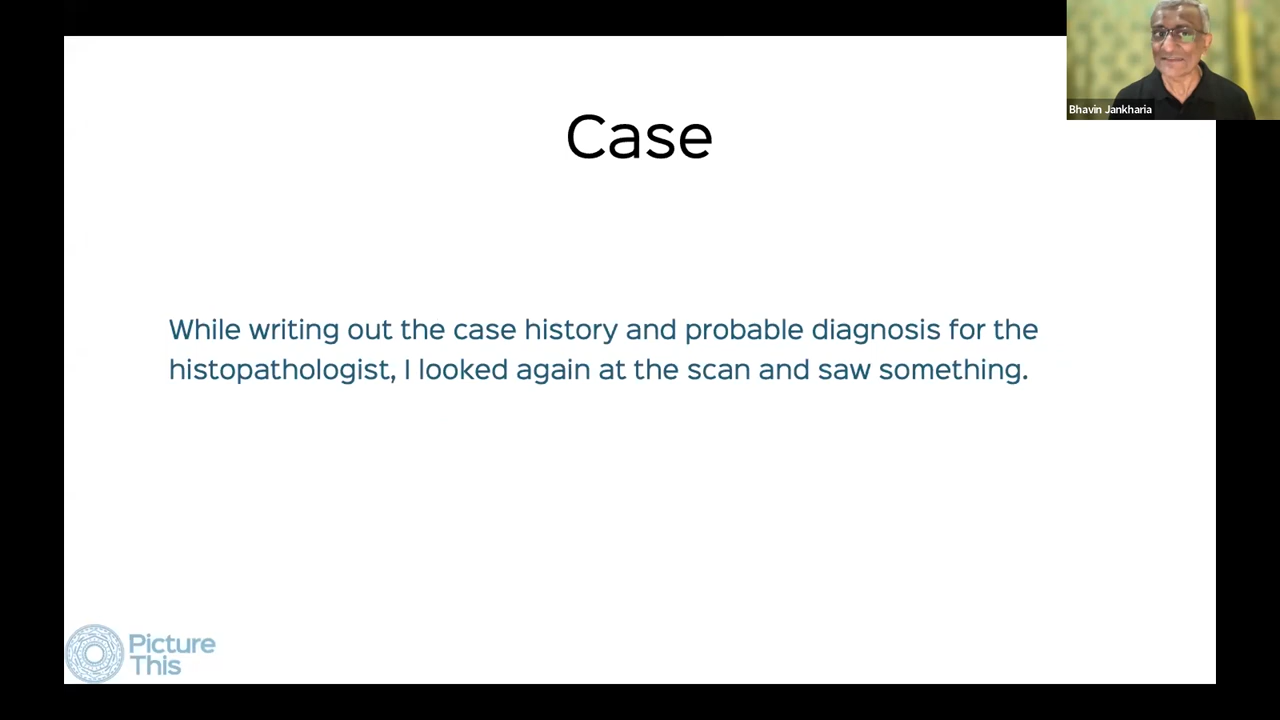 Bhavin Jankharia
Case
While writing out the case history and probable diagnosis for the
histopathologist, I looked again at the scan and saw something.
Picture
This